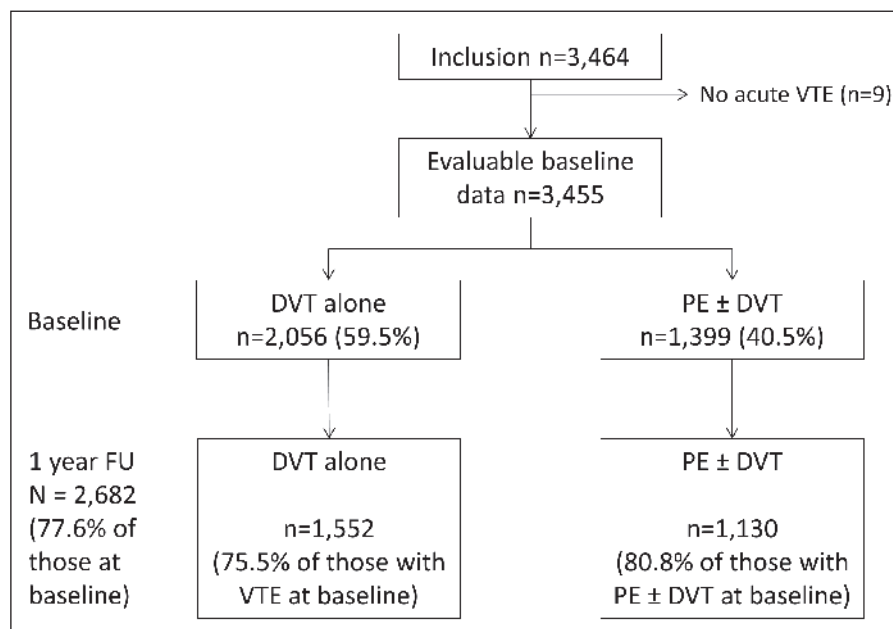 Inclusion n=3,464
No acute VTE (n=9)
Evaluable baseline
data n=3,455
Baseline
DVT alone
n=2,056 (59.5%)
PE ± DVT
n=1,399 (40.5%)
1 year FU
N = 2,682
(77.6% of
those at
baseline)
DVT alone
n=1,552
(75.5% of those with
VTE at baseline)
PE ± DVT
n=1,130
(80.8% of those with
PE ± DVT at baseline)